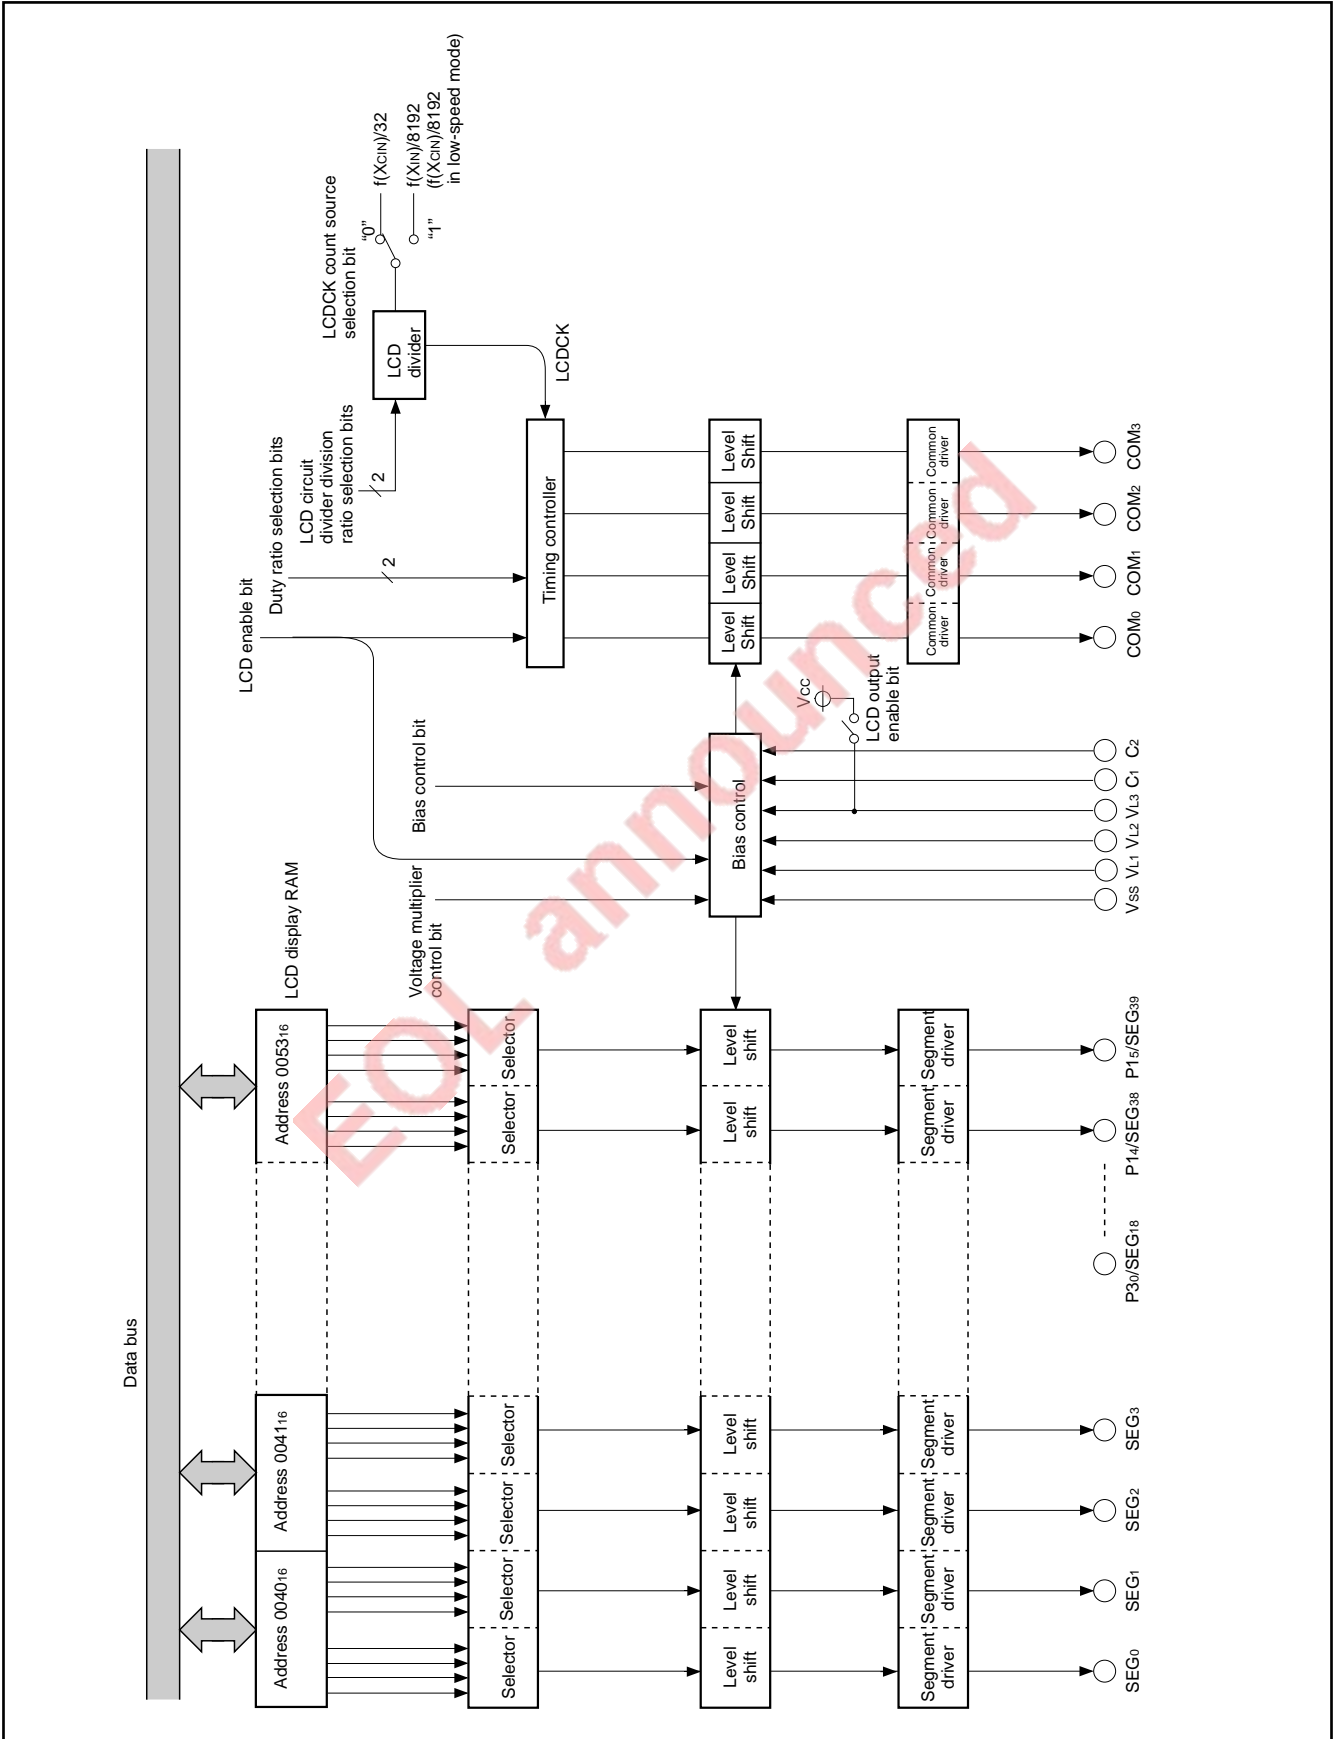 Data bus
Address 004016
Address 004116
Address 005316
LCD display RAM
LCD enable bit
Duty ratio selection bits
LCD circuit
divider division
ratio selection bits
2
2
LCD
divider
LCDCK count source
selection bit
"0"
"1"
f(XCIN)/32
f(XIN)/8192
(f(XCIN)/8192
in low-speed mode)
LCDCK
Timing controller
Voltage multiplier
control bit
Bias control bit
Selector
Selector
Selector
Selector
Selector
Selector
Level
shift
Level
shift
Level
shift
Level
shift
Level
shift
Level
shift
Bias control
Level
Shift
Level
Shift
Level
Shift
Level
Shift
VCC
LCD output
enable bit
Segment
driver
Segment
driver
Segment
driver
Segment
driver
Segment
driver
Segment
driver
Common
driver
Common
driver
Common
driver
Common
driver
SEG0
SEG1
SEG2
SEG3
P30/SEG18
P14/SEG38
P15/SEG39
VSS
VL1
VL2
VL3
C1
C2
COM0
COM1
COM2
COM3
EOL announced